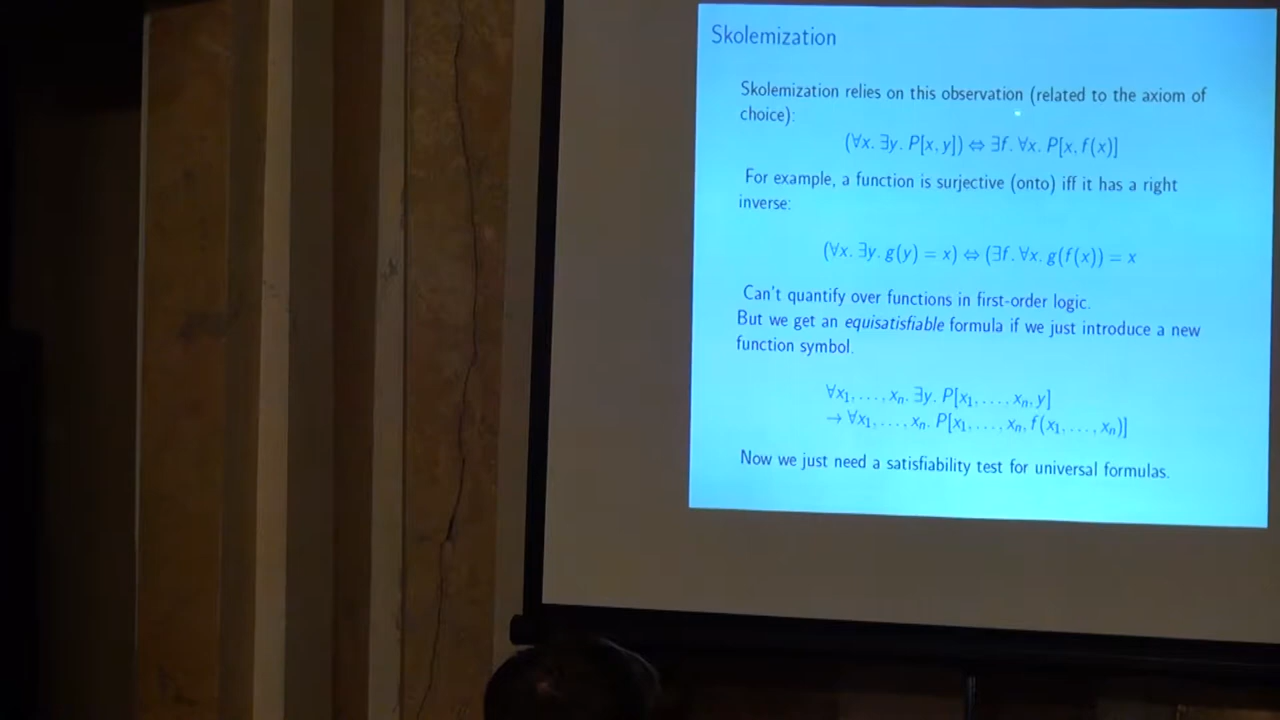 Skolemization
Skolemization relies on this observation (related to the axiom of
choice):
(∀x. ∃y. P[x, y]) ⇔ ∃f. ∀x. P[x, f(x)]
For example, a function is surjective (onto) iff it has a right
inverse:
(∀x. ∃y. g(y) = x) ⇔ (∃f. ∀x. g(f(x)) = x
Can't quantify over functions in first-order logic.
But we get an equisatisfiable formula if we just introduce a new
function symbol.
∀x₁, . . . , xₙ. ∃y. P[x₁, . . . , xₙ, y]
→ ∀x₁, . . . , xₙ. P[x₁, . . . , xₙ, f(x₁, . . . , xₙ)]
Now we just need a satisfiability test for universal formulas.